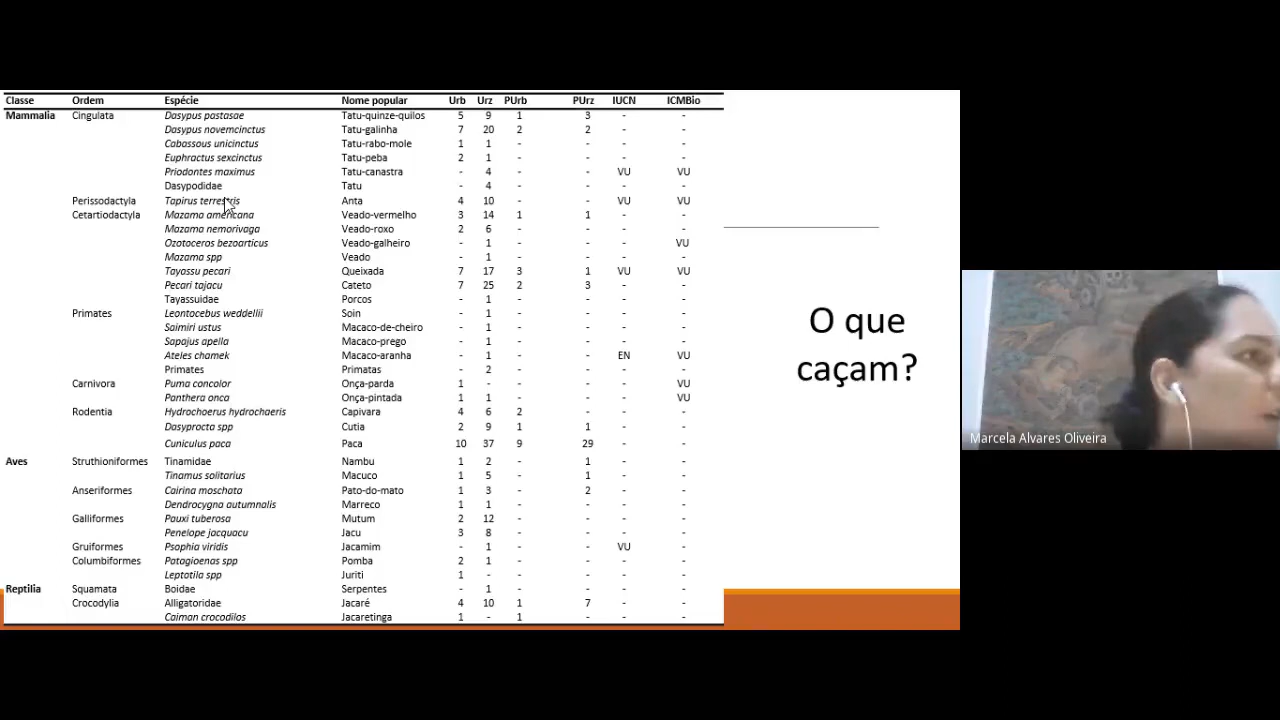 Classe Ordem Espécie Nome popular Urb Urz PUrb PUrz IUCN ICMBio
Mammalia Cingulata Dasypus pastasae Tatu-quinze-quilos 5 9 1 3 - -
Dasypus novemcinctus Tatu-galinha 7 20 2 2 - -
Cabassous unicinctus Tatu-rabo-mole 1 1 - - - -
Euphractus sexcinctus Tatu-peba 2 1 - - - -
Priodontes maximus Tatu-canastra - 4 - - VU VU
Dasypodidae Tatu - 4 - - -
Perissodactyla Tapirus terrestris Anta 4 10 - - VU VU
Cetartiodactyla Mazama americana Veado-vermelho 3 14 1 1 - -
Mazama nemorivaga Veado-roxo 2 6 - - - -
Ozotoceros bezoarticus Veado-galheiro - 1 - - - VU
Mazama spp Veado - 1 - - - -
Tayassu pecari Queixada 7 17 3 1 VU VU
Pecari tajacu Cateto 7 25 2 3 - -
Tayassuidae Porcos - 1 - - - -
Primates Leontocebus weddellii Soin - 1 - - - -
Saimiri ustus Macaco-de-cheiro - 1 - - - -
Sapajus apella Macaco-prego - 1 - - - -
Ateles chamek Macaco-aranha - 1 - - EN VU
Primates Primatas - 2 - - - -
Carnivora Puma concolor Onça-parda 1 - - - - VU
Panthera onca Onça-pintada 1 1 - - - VU
Rodentia Hydrochoerus hydrochaeris Capivara 4 6 2 - - -
Dasyprocta spp Cutia 2 9 1 1 - -
Cuniculus paca Paca 10 37 9 29 - -
Aves Struthioniformes Tinamidae Nambu 1 2 - 1 - -
Tinamus solitarius Macuco 1 5 1 - -
Anseriformes Cairina moschata Pato-do-mato 1 3 - 2 - -
Dendrocygna autumnalis Marreco 1 1 - - - -
Galliformes Pauxi tuberosa Mutum 2 12 - - - -
Penelope jacquacu Jacu 3 8 - - - -
Gruiformes Psophia viridis Jacamim - 1 - - VU -
Columbiformes Patagioenas spp Pomba 2 1 - - - -
Leptotila spp Juriti 1 - - - - -
Reptilia Squamata Boidae Serpentes - 1 - - - -
Crocodylia Alligatoridae Jacaré 4 10 1 7 - -
Caiman crocodilos Jacaretinga 1 - 1 - - -
O que
caçam?
Marcela Alvares Oliveira